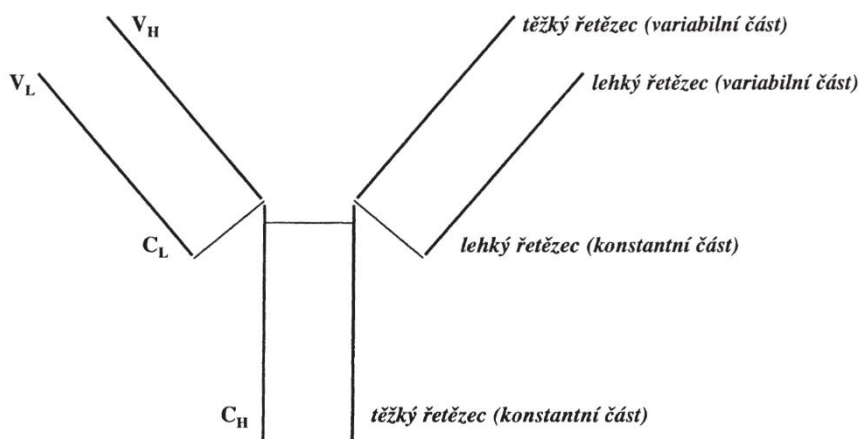 V_H těžký řetězec (variabilní část)
V_L lehký řetězec (variabilní část)
C_L lehký řetězec (konstantní část)
C_H těžký řetězec (konstantní část)